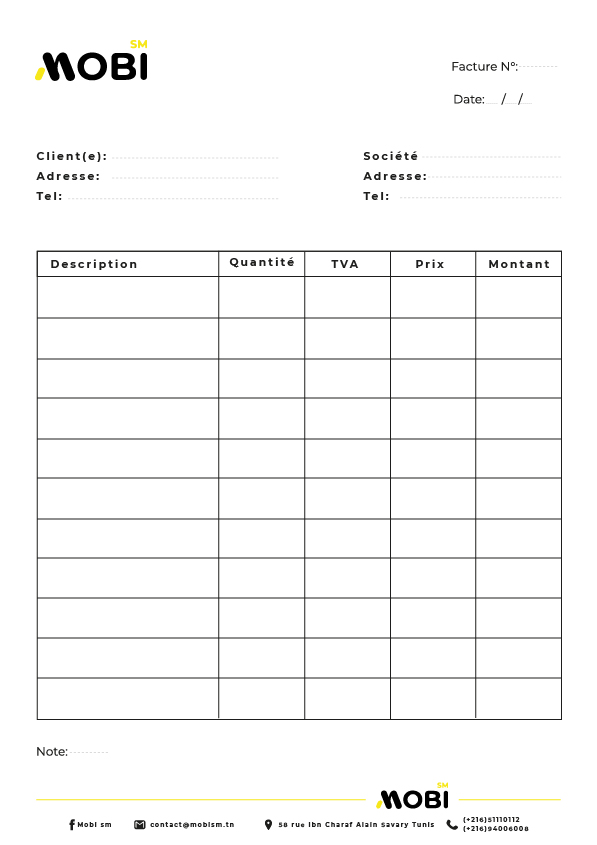 SM
MOBI
Facture N°:
Date: / /
Client(e):
Adresse:
Tel:
Société
Adresse:
Tel:
Description Quantité TVA Prix Montant
Note:
SM
MOBI
Mobi sm contact@mobism.tn 58 rue Ibn Charaf Alain Savary Tunis (+216)51110112
(+216)94006008